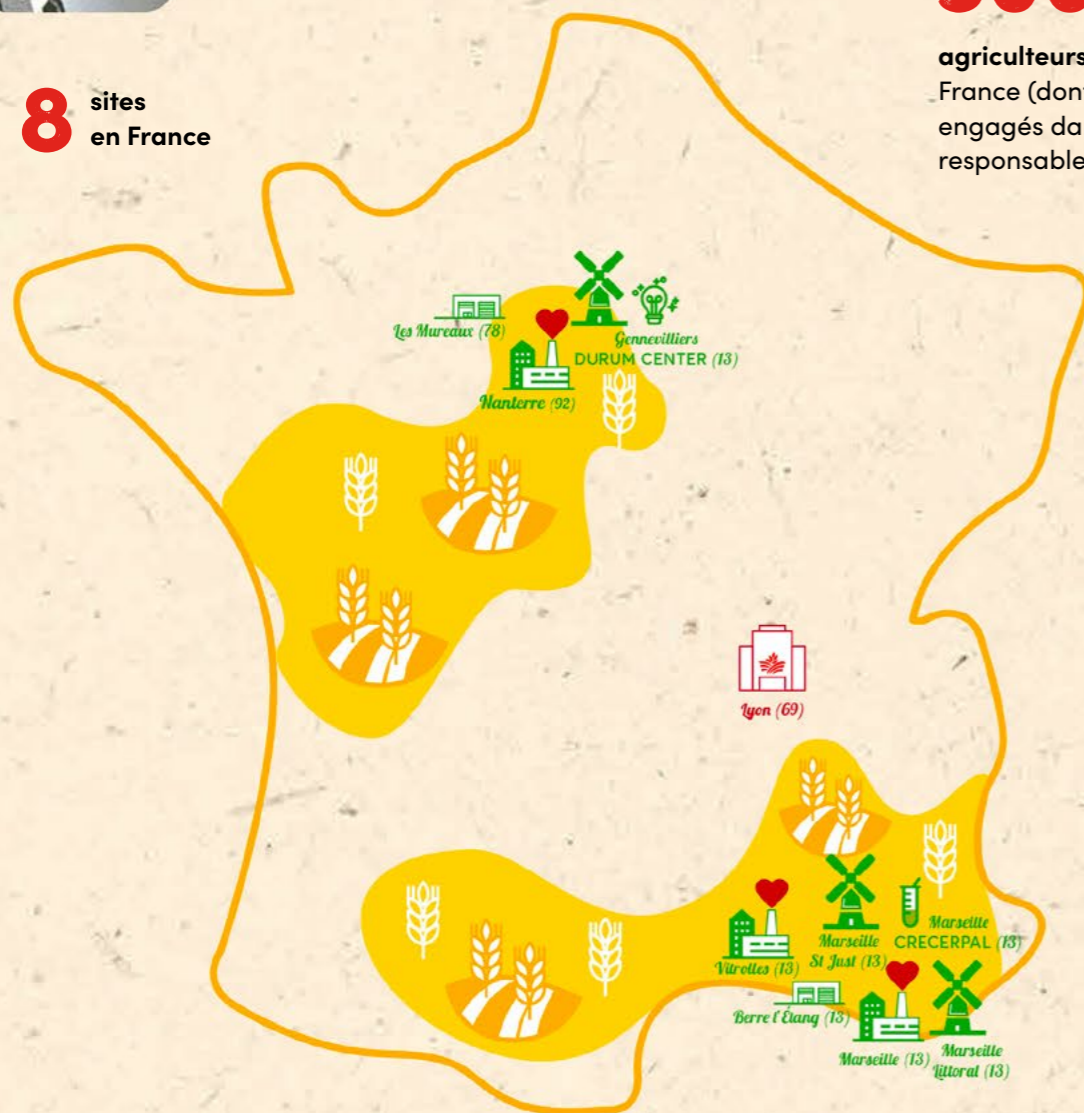 8 sites
en France
agriculteurs
France (dont
engagés da
responsable
Les Mureaux (78)
Gennevilliers
DURUM CENTER (13)
Nanterre (92)
Lyon (69)
Vitrolles (13)
Marseille
St Just (13)
Marseille
CRECERPAL (13)
Berre l'Étang (13)
Marseille (13)
Marseille
Littoral (13)